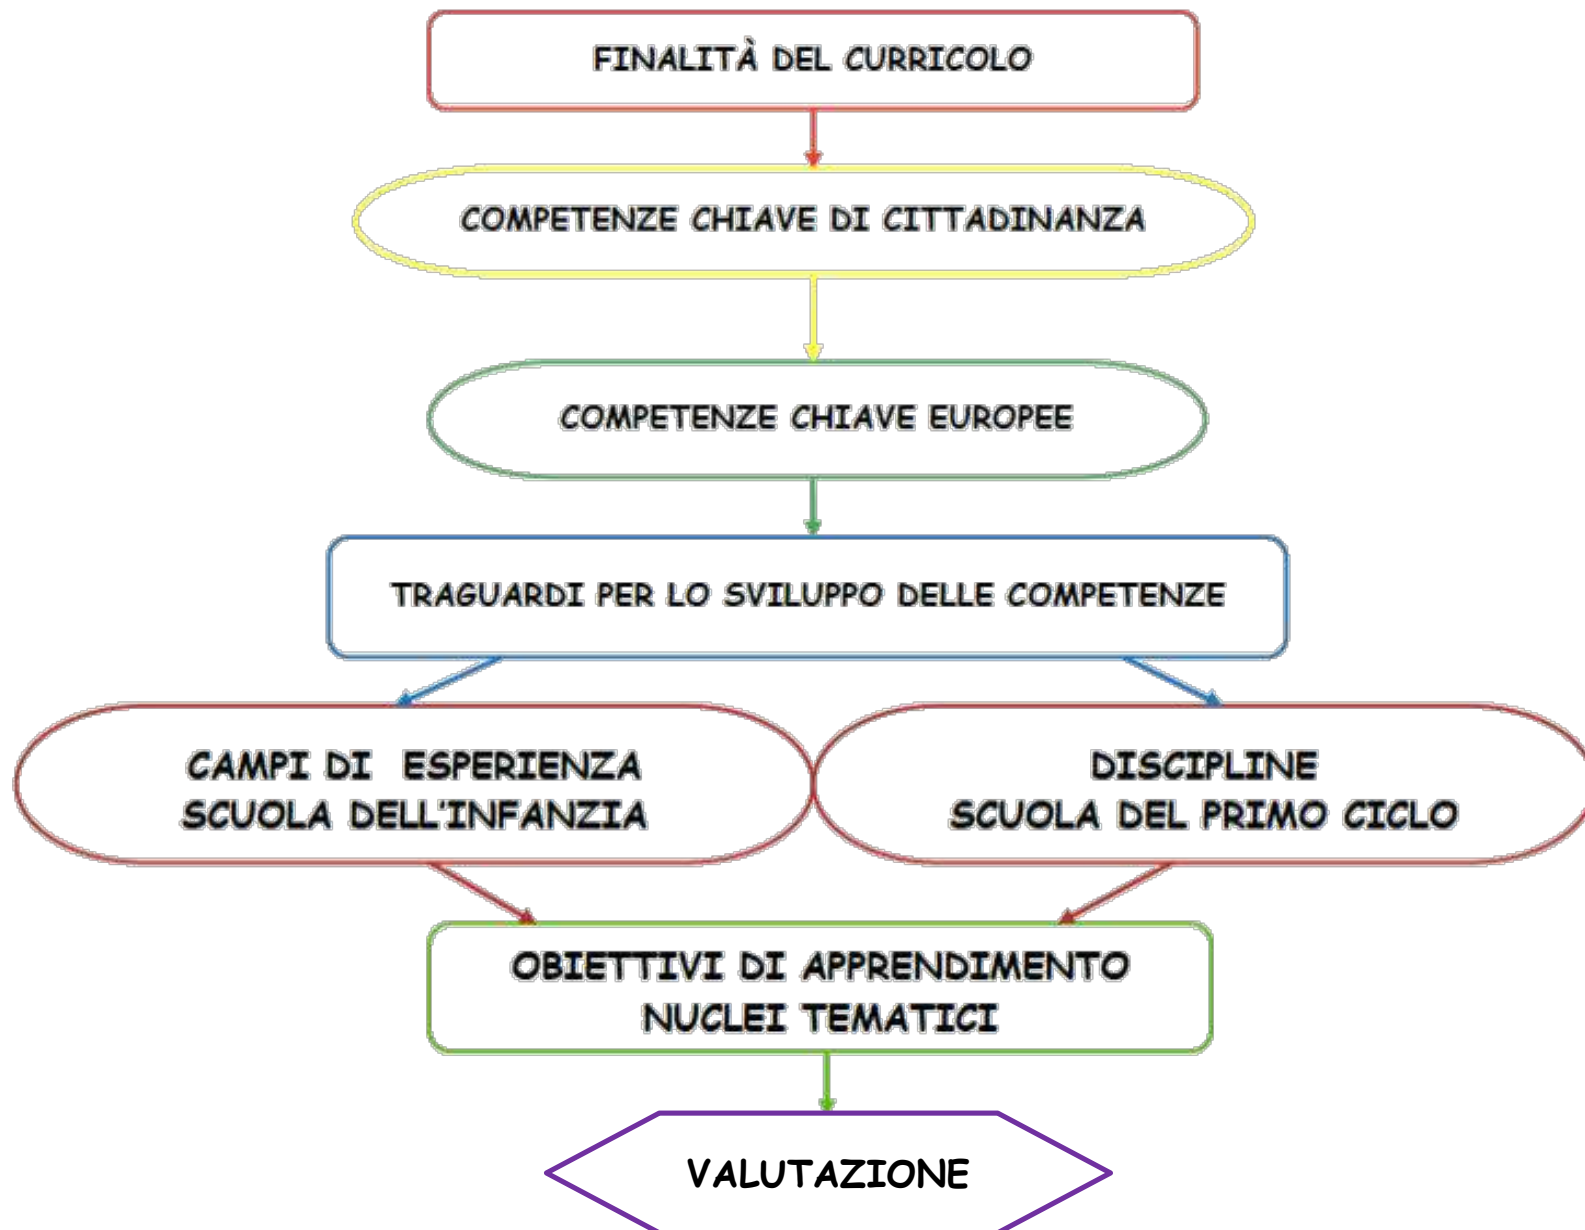 FINALITÀ DEL CURRICOLO
COMPETENZE CHIAVE DI CITTADINANZA
COMPETENZE CHIAVE EUROPEE
TRAGUARDI PER LO SVILUPPO DELLE COMPETENZE
CAMPI DI ESPERIENZA
SCUOLA DELL'INFANZIA
DISCIPLINE
SCUOLA DEL PRIMO CICLO
OBIETTIVI DI APPRENDIMENTO
NUCLEI TEMATICI
VALUTAZIONE